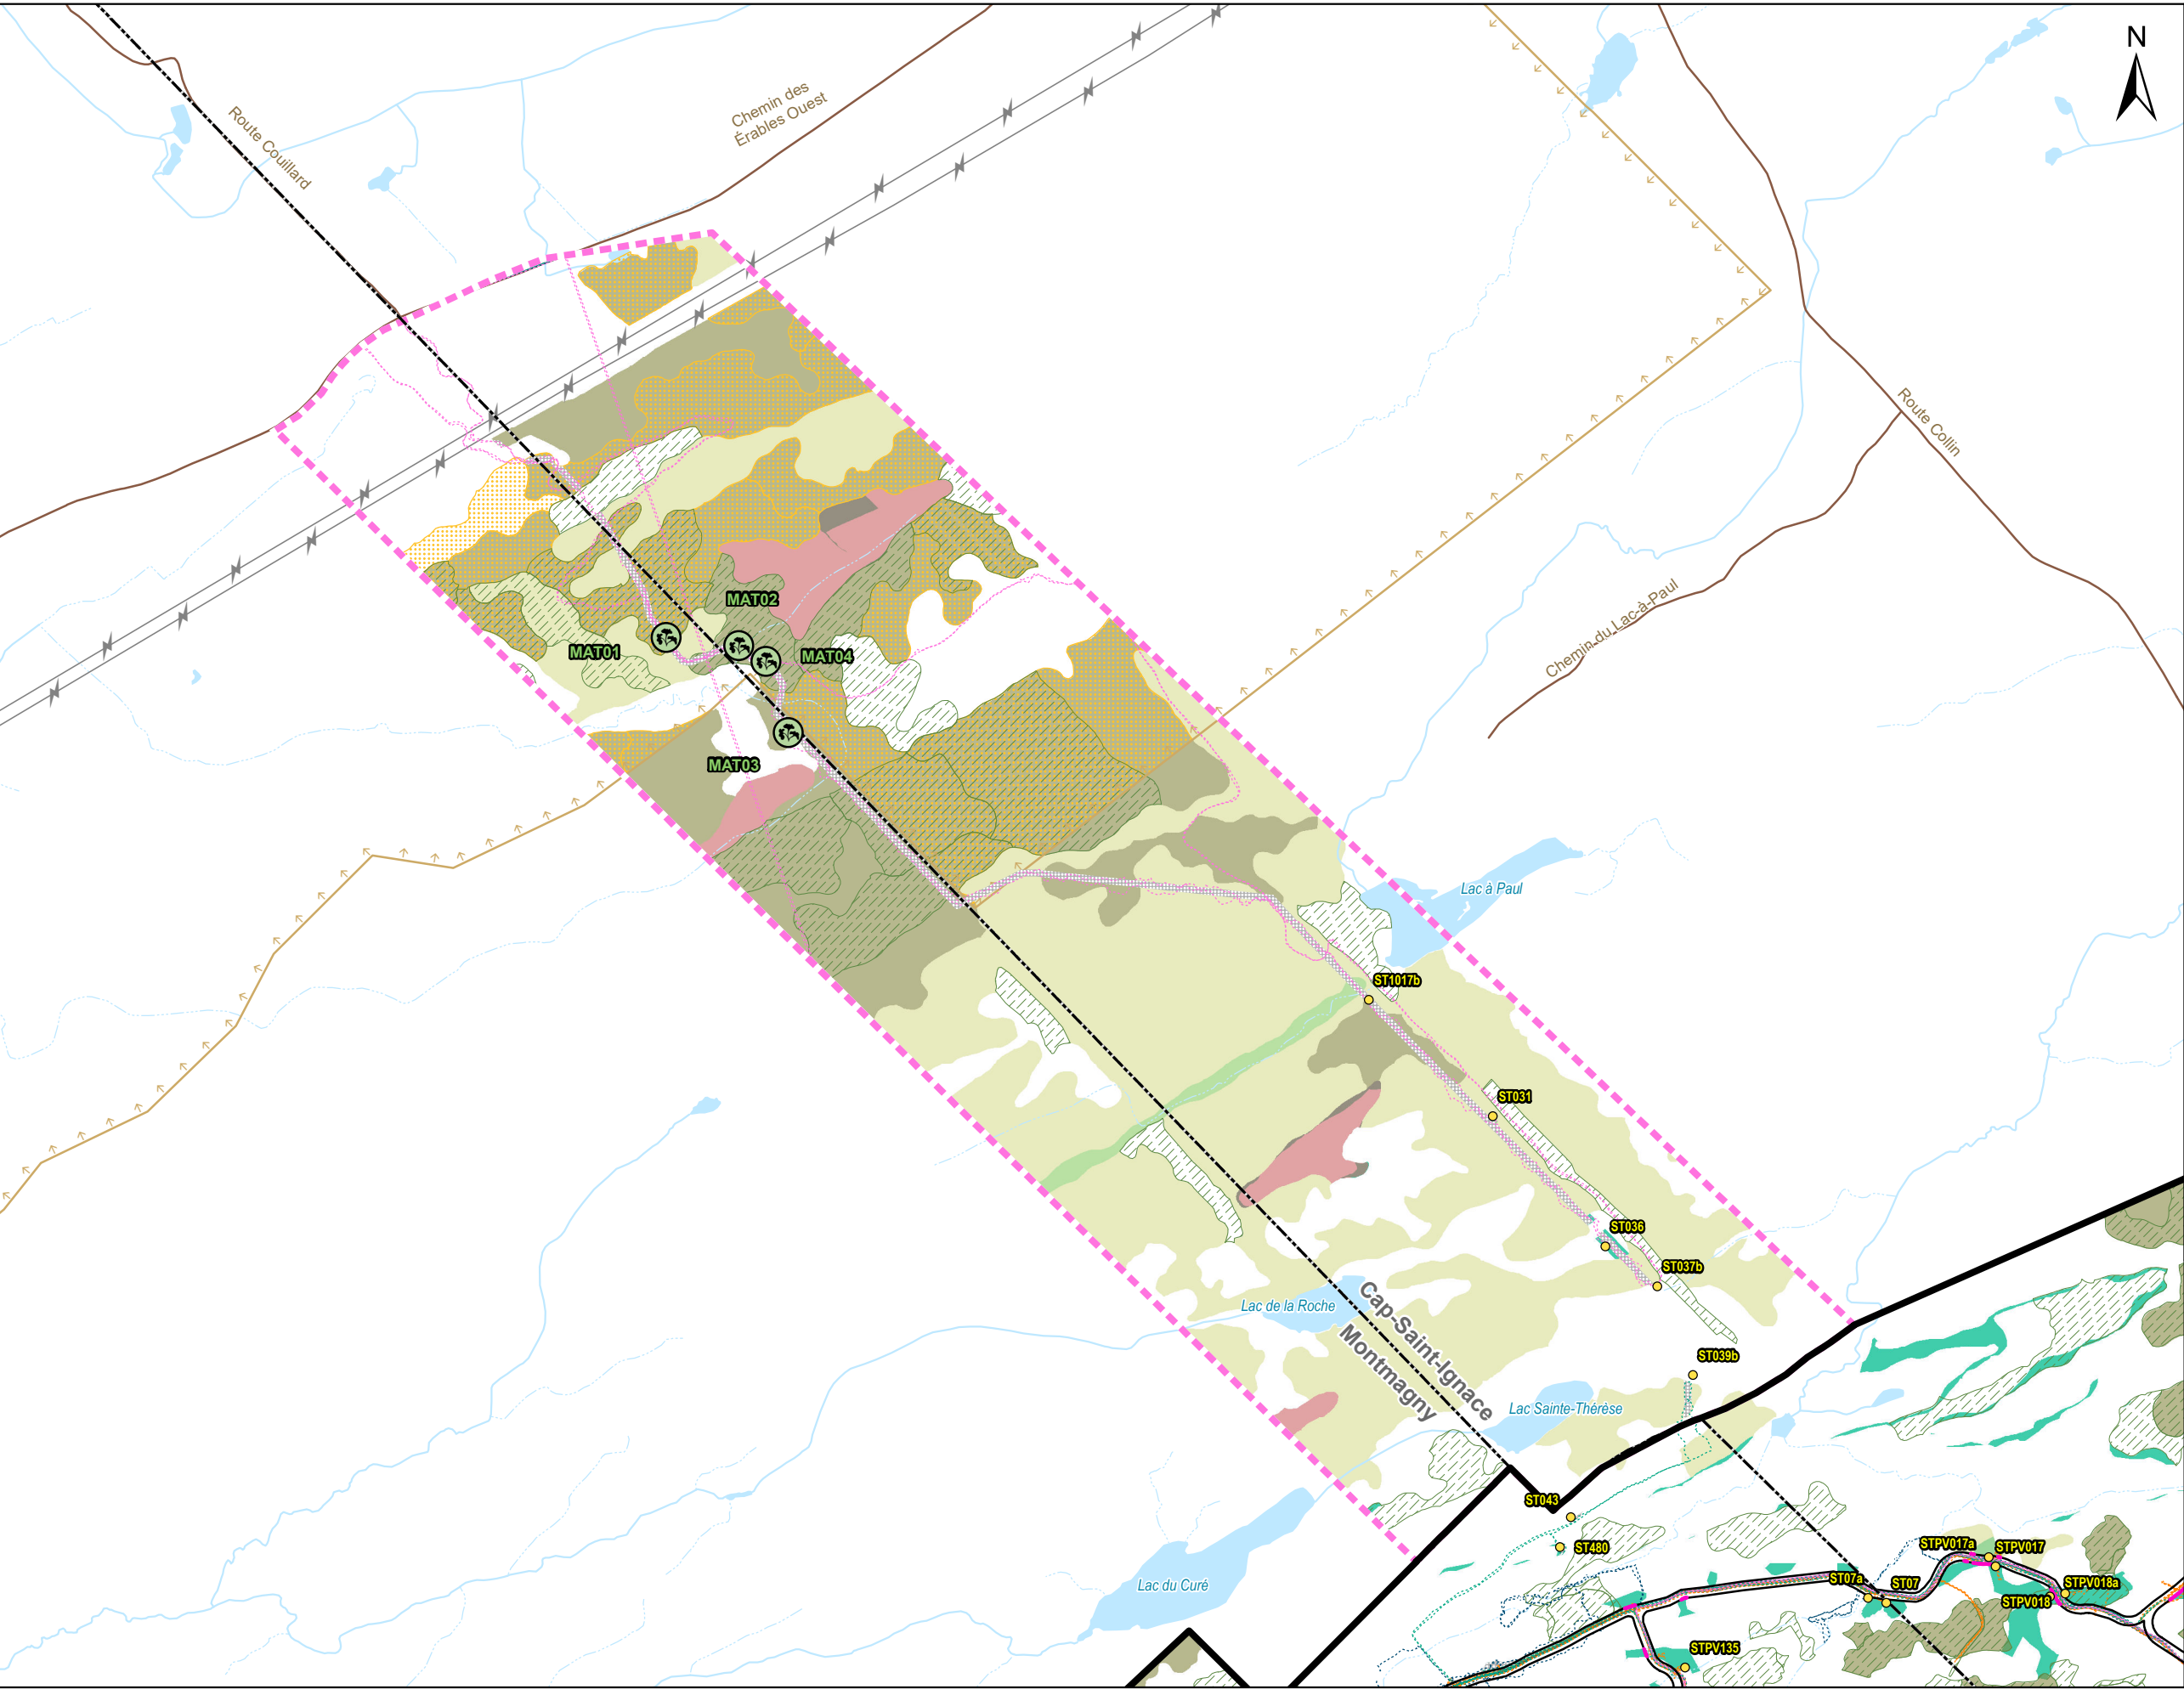 N
Chemin des
Érables Ouest
Route Couillard
Route Collin
Chemin du Lac-à-Paul
MAT02
MAT01
MAT04
MAT03
Lac à Paul
ST1017b
ST031
ST036
ST037b
Lac de la Roche
Cap-Saint-Ignace
Montmagny
ST039b
Lac Sainte-Thérèse
ST043
ST480
Lac du Curé
STPV017a
STPV017
ST07a
ST07
STPV018a
STPV018
STPV135